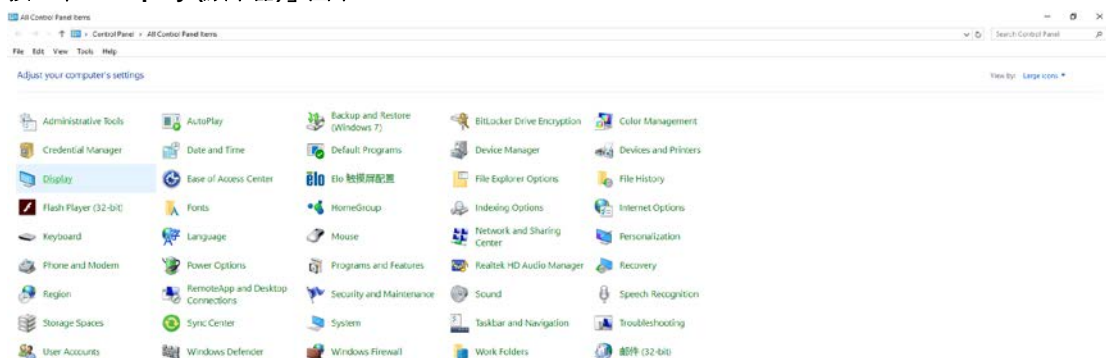 All Control Panel Items
Control Panel › All Control Panel Items
Search Control Panel
File Edit View Tools Help
Adjust your computer's settings
View by: Large icons
Administrative Tools
AutoPlay
Backup and Restore
(Windows 7)
BitLocker Drive Encryption
Color Management
Credential Manager
Date and Time
Default Programs
Device Manager
Devices and Printers
Display
Ease of Access Center
elo Elo 触摸屏配置
File Explorer Options
File History
Flash Player (32-bit)
Fonts
HomeGroup
Indexing Options
Internet Options
Keyboard
Language
Mouse
Network and Sharing
Center
Personalization
Phone and Modem
Power Options
Programs and Features
Realtek HD Audio Manager
Recovery
Region
RemoteApp and Desktop
Connections
Security and Maintenance
Sound
Speech Recognition
Storage Spaces
Sync Center
System
Taskbar and Navigation
Troubleshooting
User Accounts
Windows Defender
Windows Firewall
Work Folders
邮件 (32-bit)